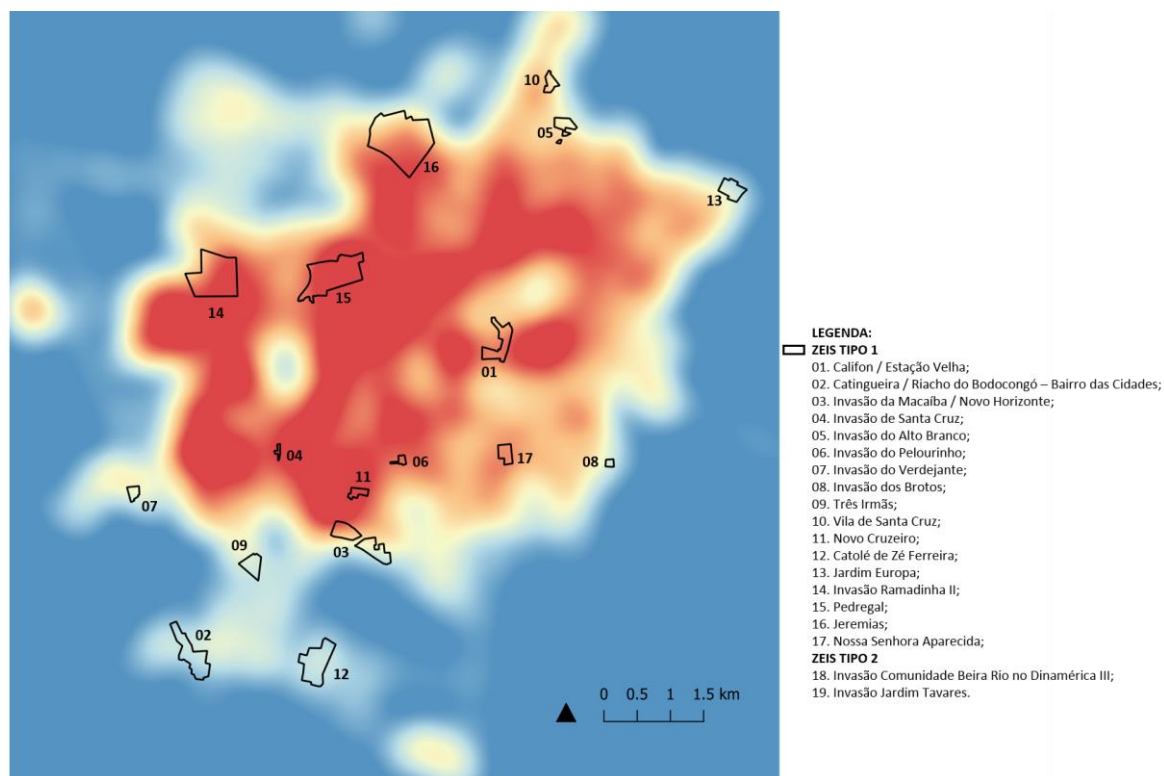 10
05
16
13
14
15
01
04
06
17
08
11
07
03
09
02
12
0 0.5 1 1.5 km
LEGENDA:
ZEIS TIPO 1
01. Califon / Estação Velha;
02. Catingueira / Riacho do Bodocongó – Bairro das Cidades;
03. Invasão da Macaíba / Novo Horizonte;
04. Invasão de Santa Cruz;
05. Invasão do Alto Branco;
06. Invasão do Pelourinho;
07. Invasão do Verdejante;
08. Invasão dos Brotos;
09. Três Irmãs;
10. Vila de Santa Cruz;
11. Novo Cruzeiro;
12. Catolé de Zé Ferreira;
13. Jardim Europa;
14. Invasão Ramadinha II;
15. Pedregal;
16. Jeremias;
17. Nossa Senhora Aparecida;
ZEIS TIPO 2
18. Invasão Comunidade Beira Rio no Dinamérica III;
19. Invasão Jardim Tavares.